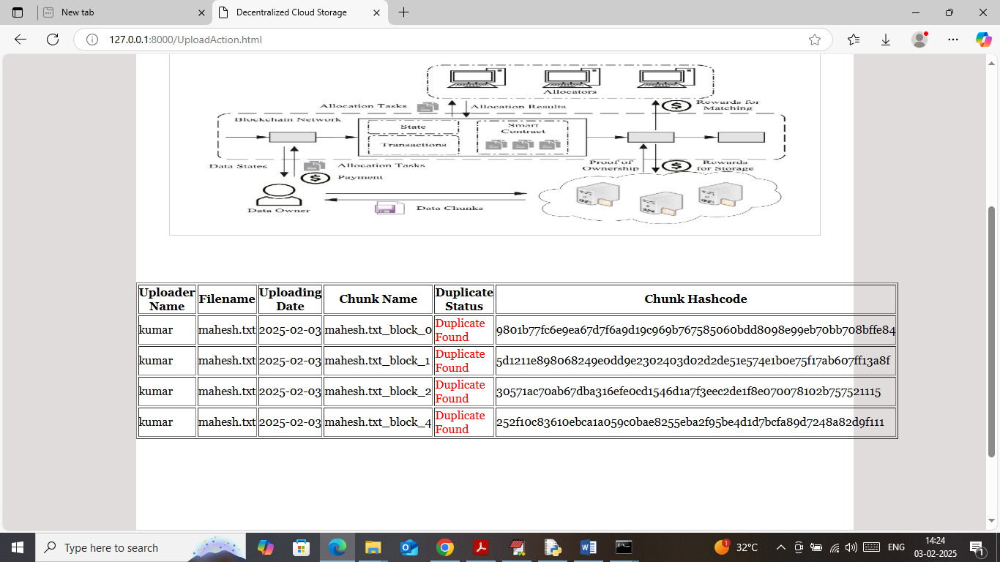 New tab
Decentralized Cloud Storage
127.0.0.1:8000/UploadAction.html
Allocators
Allocation Tasks
Allocation Results
Rewards for
Matching
Blockchain Network
State
Transactions
Smart
Contract
Data States
Allocation Tasks
Payment
Proof of
Ownership
Rewards
for Storage
Data Owner
Data Chunks
Uploader Name Filename Uploading Date Chunk Name Duplicate Status Chunk Hashcode
kumar mahesh.txt 2025-02-03 mahesh.txt_block_0 Duplicate Found 9801b77fc6e9ea67d7f6a9d19c969b767585060bdd8098e99eb70bb708bffe84
kumar mahesh.txt 2025-02-03 mahesh.txt_block_1 Duplicate Found 5d1211e898068249e0dd9e2302403d02d2de51e574e1b0e75f17ab607ff13a8f
kumar mahesh.txt 2025-02-03 mahesh.txt_block_2 Duplicate Found 30571ac70ab67dba316efe0cd1546d1a7f3eec2de1f8e070078102b757521115
kumar mahesh.txt 2025-02-03 mahesh.txt_block_4 Duplicate Found 252f10c83610ebca1a059c0bae8255eba2f95be4d1d7bcfa89d7248a82d9f111
Type here to search
1
32°C
ENG
14:24
03-02-2025
1